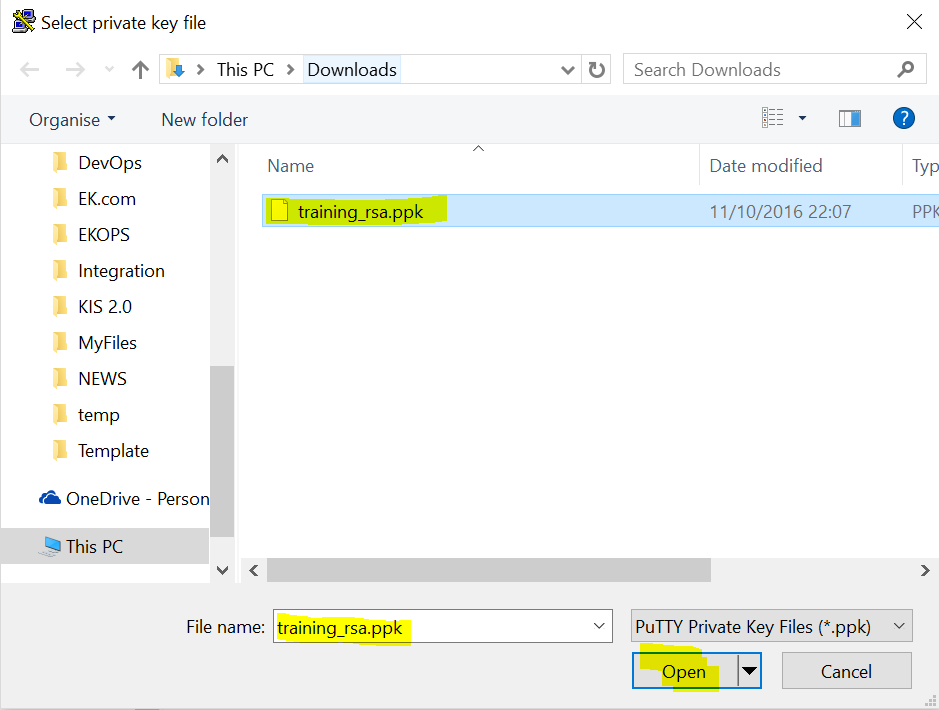 Select private key file
This PC Downloads Search Downloads
Organise New folder ?
Name Date modified Typ
training_rsa.ppk 11/10/2016 22:07 PPK
DevOps
EK.com
EKOPS
Integration
KIS 2.0
MyFiles
NEWS
temp
Template
OneDrive - Person
This PC
File name: training_rsa.ppk PuTTY Private Key Files (*.ppk)
Open Cancel